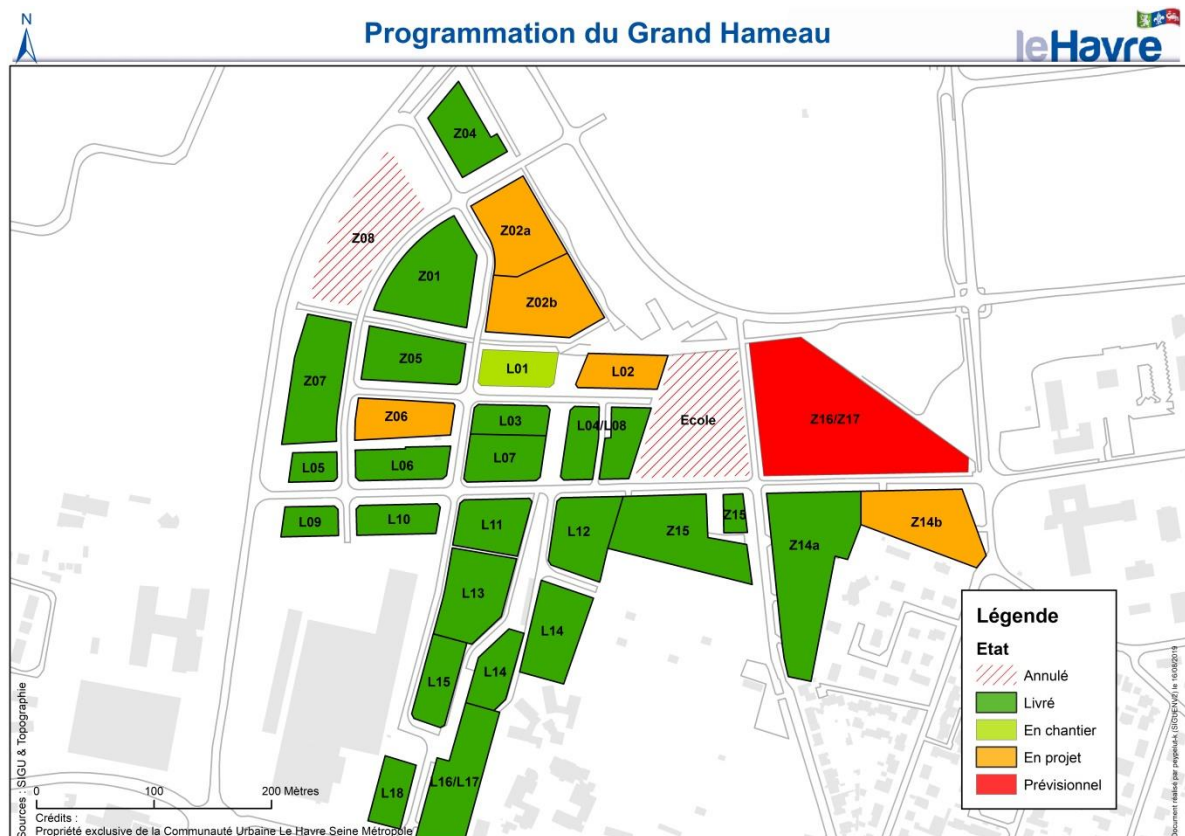 N
Programmation du Grand Hameau
leHavre
Z04
Z02a
Z08
Z01
Z02b
Z05
L01
L02
Z07
Z06
L03
L04/L08
Ecole
Z16/Z17
L05
L06
L07
L09
L10
L11
L12
Z15
Z15
Z14a
Z14b
L13
L14
L14
L15
L16/L17
L18
Légende
Etat
Annulé
Livré
En chantier
En projet
Prévisionnel
0 100 200 Mètres
Crédits :
Propriété exclusive de la Communauté Urbaine Le Havre Seine Métropole
Sources : SIGU & Topographie